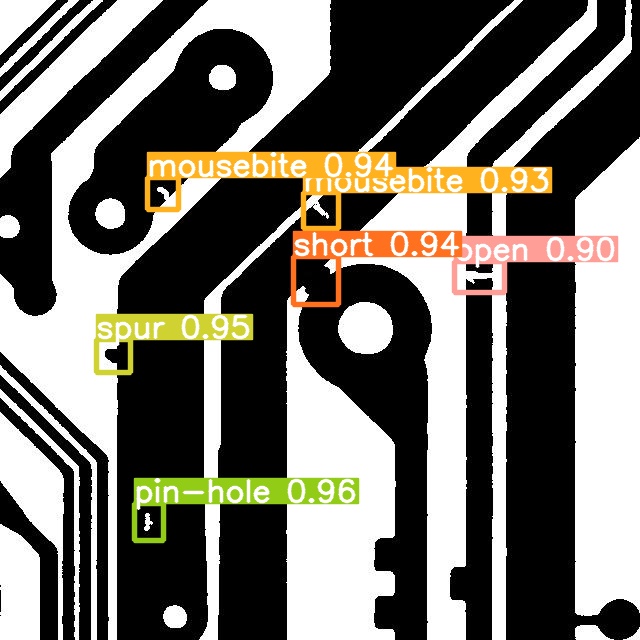 mousebite 0.94
mousebite 0.93
short 0.94
open 0.90
spur 0.95
pin-hole 0.96